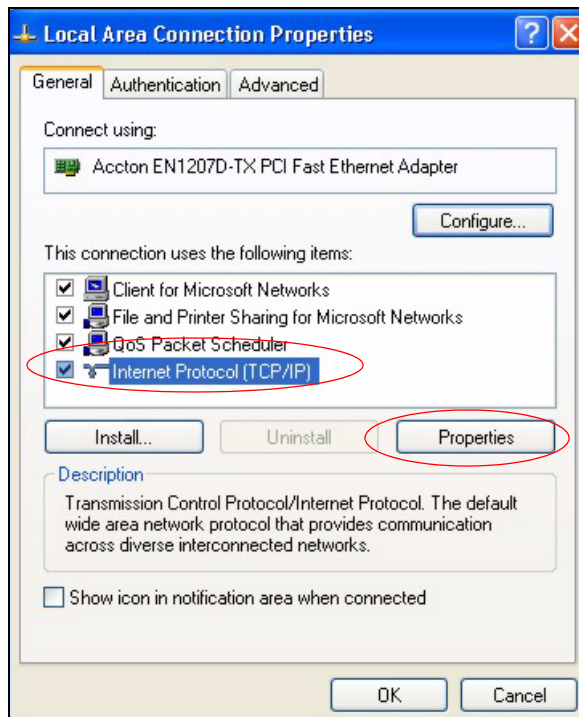 Local Area Connection Properties
General Authentication Advanced
Connect using:
Accton EN1207D-TX PCI Fast Ethernet Adapter
Configure...
This connection uses the following items:
Client for Microsoft Networks
File and Printer Sharing for Microsoft Networks
QoS Packet Scheduler
Internet Protocol (TCP/IP)
Install... Uninstall Properties
Description
Transmission Control Protocol/Internet Protocol. The default
wide area network protocol that provides communication
across diverse interconnected networks.
Show icon in notification area when connected
OK Cancel